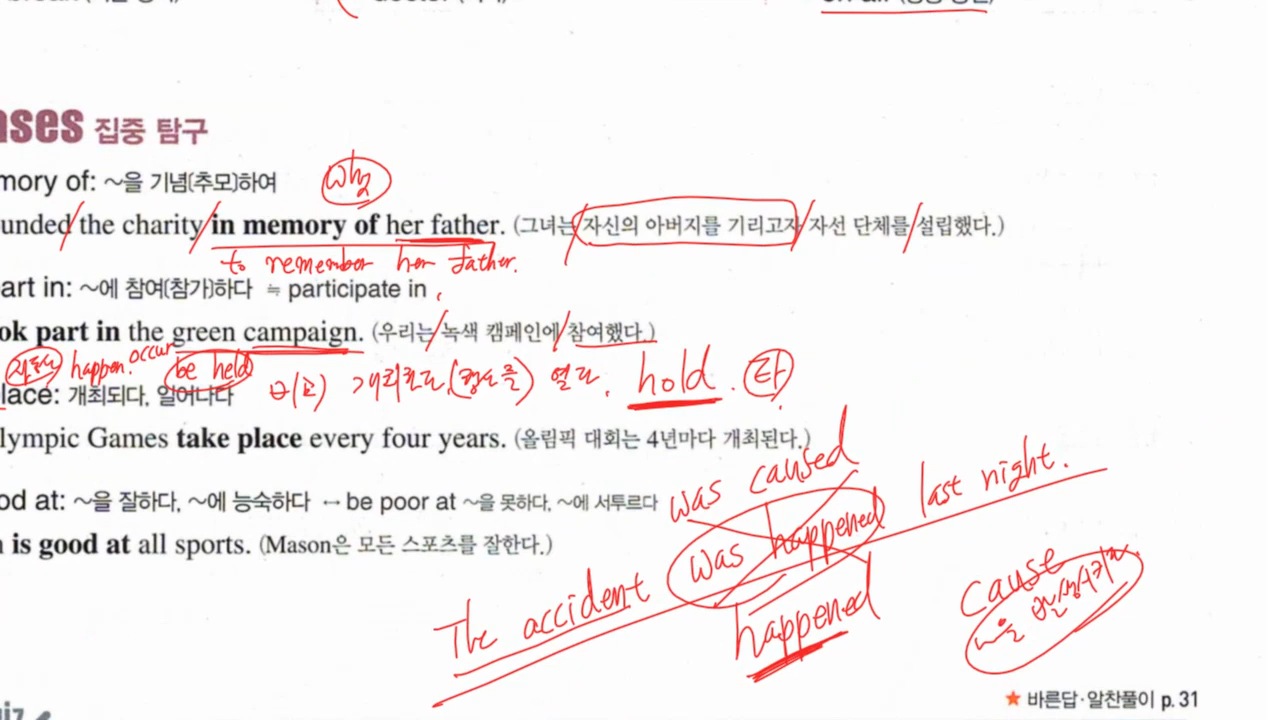 ases 집중 탐구
mory of: ~을 기념(추모)하여
why
unded the charity in memory of her father. (그녀는 자신의 아버지를 기리고자 자선 단체를 설립했다.)
to remember her father.
art in: ~에 참여(참가)하다 ≒ participate in
ok part in the green campaign. (우리는 녹색 캠페인에 참여했다.)
자동사 happen. occur
be held
lace: 개최되다, 일어나다
개최하다, (행사를) 열다. hold. 타
lympic Games take place every four years. (올림픽 대회는 4년마다 개최된다.)
od at: ~을 잘하다, ~에 능숙하다 ↔ be poor at ~을 못하다, ~에 서투르다
was caused
n is good at all sports. (Mason은 모든 스포츠를 잘한다.)
The accident was happened last night.
happened
cause
~을 발생시키다
★ 바른답·알찬풀이 p. 31